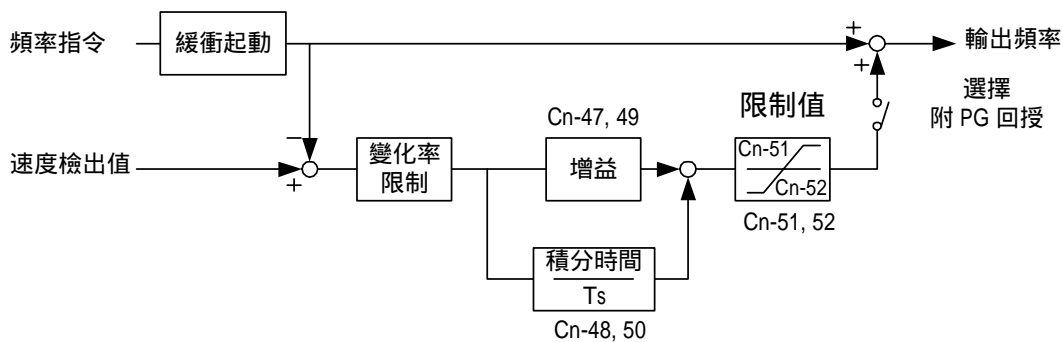 頻率指令
緩衝起動
+
+
輸出頻率
選擇
附 PG 回授
限制值
Cn-47, 49
−
速度檢出值
+
變化率
限制
增益
Cn-51
Cn-52
Cn-51, 52
積分時間
Ts
Cn-48, 50